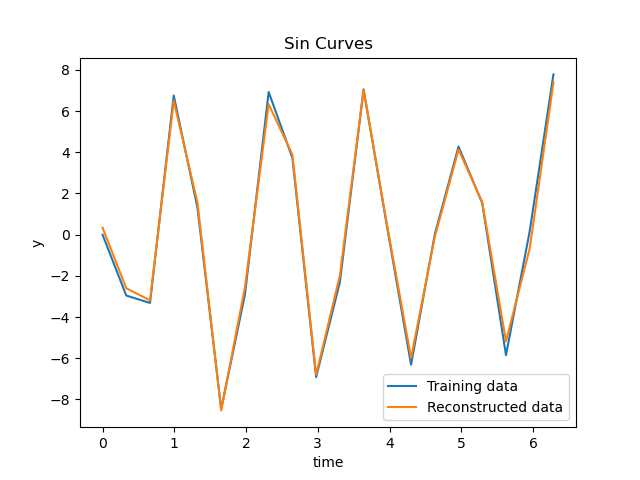 Sin Curves
8
6
4
2
0
−2
−4
−6
−8
y
0 1 2 3 4 5 6
time
Training data
Reconstructed data